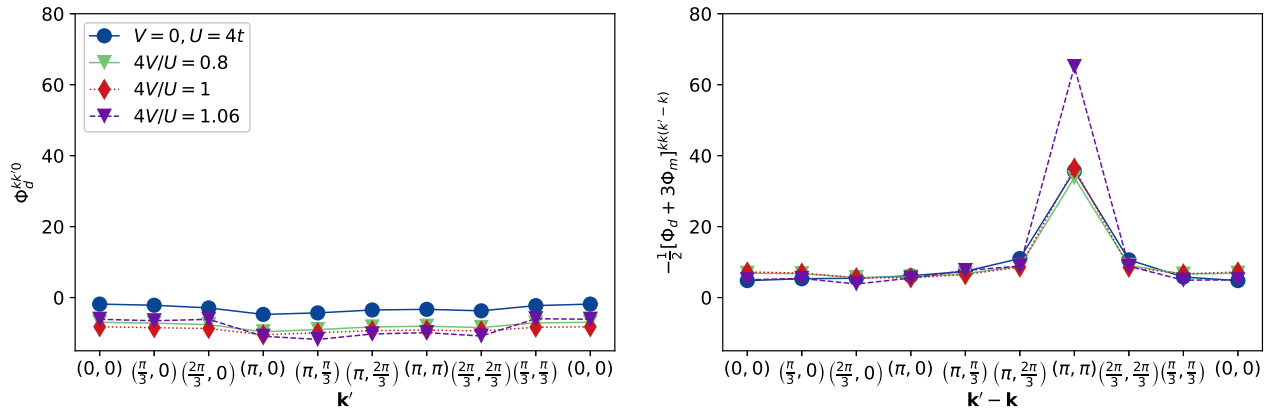 80
60
40
20
0
Φ_d^{kk'0}
V = 0, U = 4t
4V/U = 0.8
4V/U = 1
4V/U = 1.06
(0, 0) (π/3, 0) (2π/3, 0) (π, 0) (π, π/3) (π, 2π/3) (π, π) (2π/3, 2π/3) (π/3, π/3) (0, 0)
k'
80
60
40
20
0
−1/2[Φ_d + 3Φ_m]^{kk(k' − k)}
(0, 0) (π/3, 0) (2π/3, 0) (π, 0) (π, π/3) (π, 2π/3) (π, π) (2π/3, 2π/3) (π/3, π/3) (0, 0)
k' − k